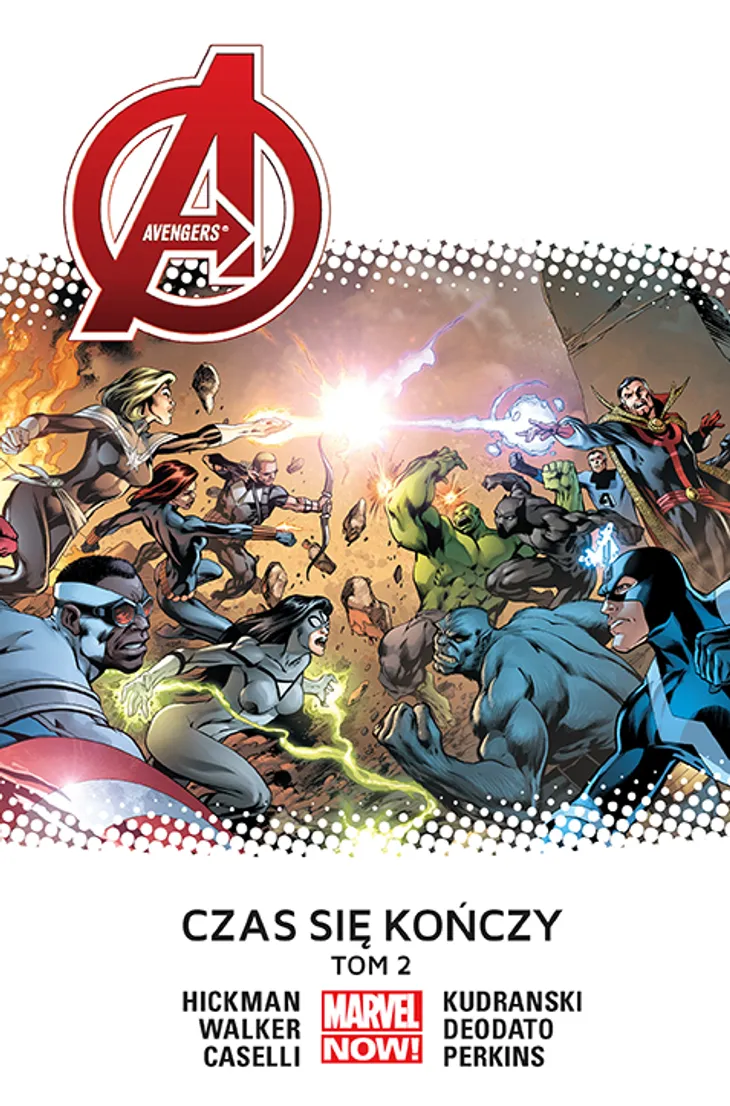 AVENGERS®
CZAS SIĘ KOŃCZY
TOM 2
HICKMAN
WALKER
CASELLI
MARVEL
NOW!
KUDRANSKI
DEODATO
PERKINS